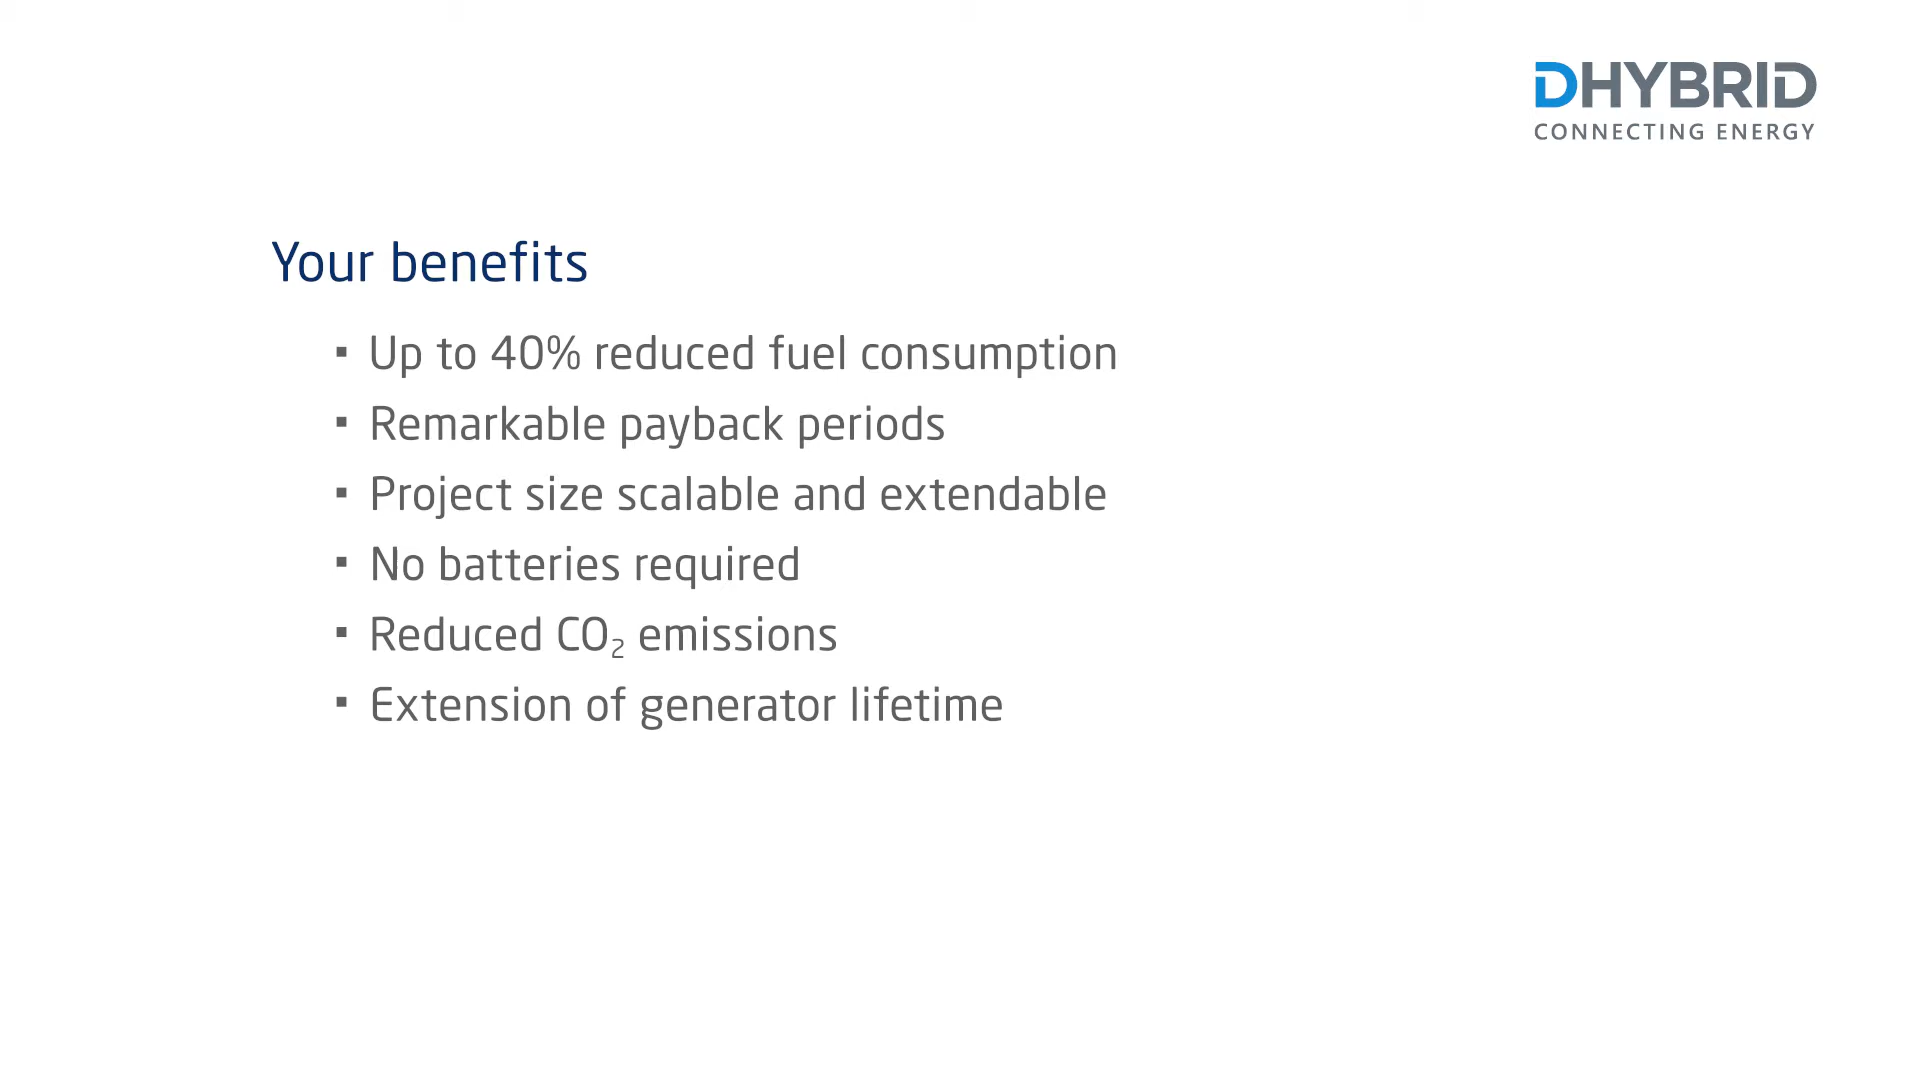 DHYBRID
CONNECTING ENERGY
Your benefits
▪ Up to 40% reduced fuel consumption
▪ Remarkable payback periods
▪ Project size scalable and extendable
▪ No batteries required
▪ Reduced CO₂ emissions
▪ Extension of generator lifetime